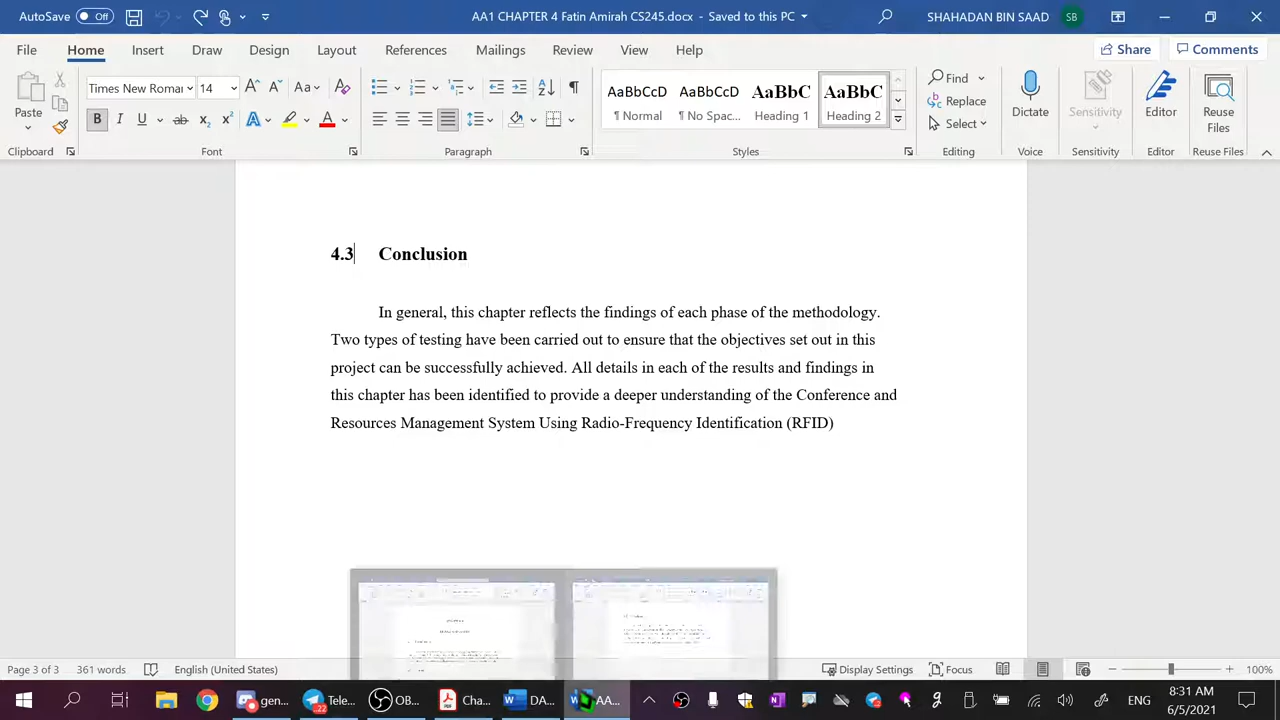 AutoSave Off AA1 CHAPTER 4 Fatin Amirah CS245.docx - Saved to this PC SHAHADAN BIN SAAD SB
File Home Insert Draw Design Layout References Mailings Review View Help Share Comments
Paste
Clipboard
Times New Roman 14
Font
Paragraph
AaBbCcD AaBbCcD AaBbC AaBbC
¶ Normal ¶ No Spac... Heading 1 Heading 2
Styles
Find
Replace
Select
Editing
Dictate
Voice
Sensitivity
Sensitivity
Editor
Editor
Reuse
Files
Reuse Files
4.3 Conclusion
In general, this chapter reflects the findings of each phase of the methodology.
Two types of testing have been carried out to ensure that the objectives set out in this
project can be successfully achieved. All details in each of the results and findings in
this chapter has been identified to provide a deeper understanding of the Conference and
Resources Management System Using Radio-Frequency Identification (RFID)
3 of 3 361 words English (United States) Display Settings Focus 100%
gen... Tele... 22 OB... Cha... DA... AA... ENG
8:31 AM
6/5/2021